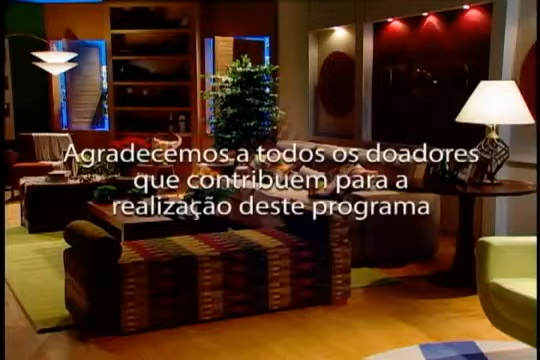 Agradecemos a todos os doadores
que contribuem para a
realização deste programa